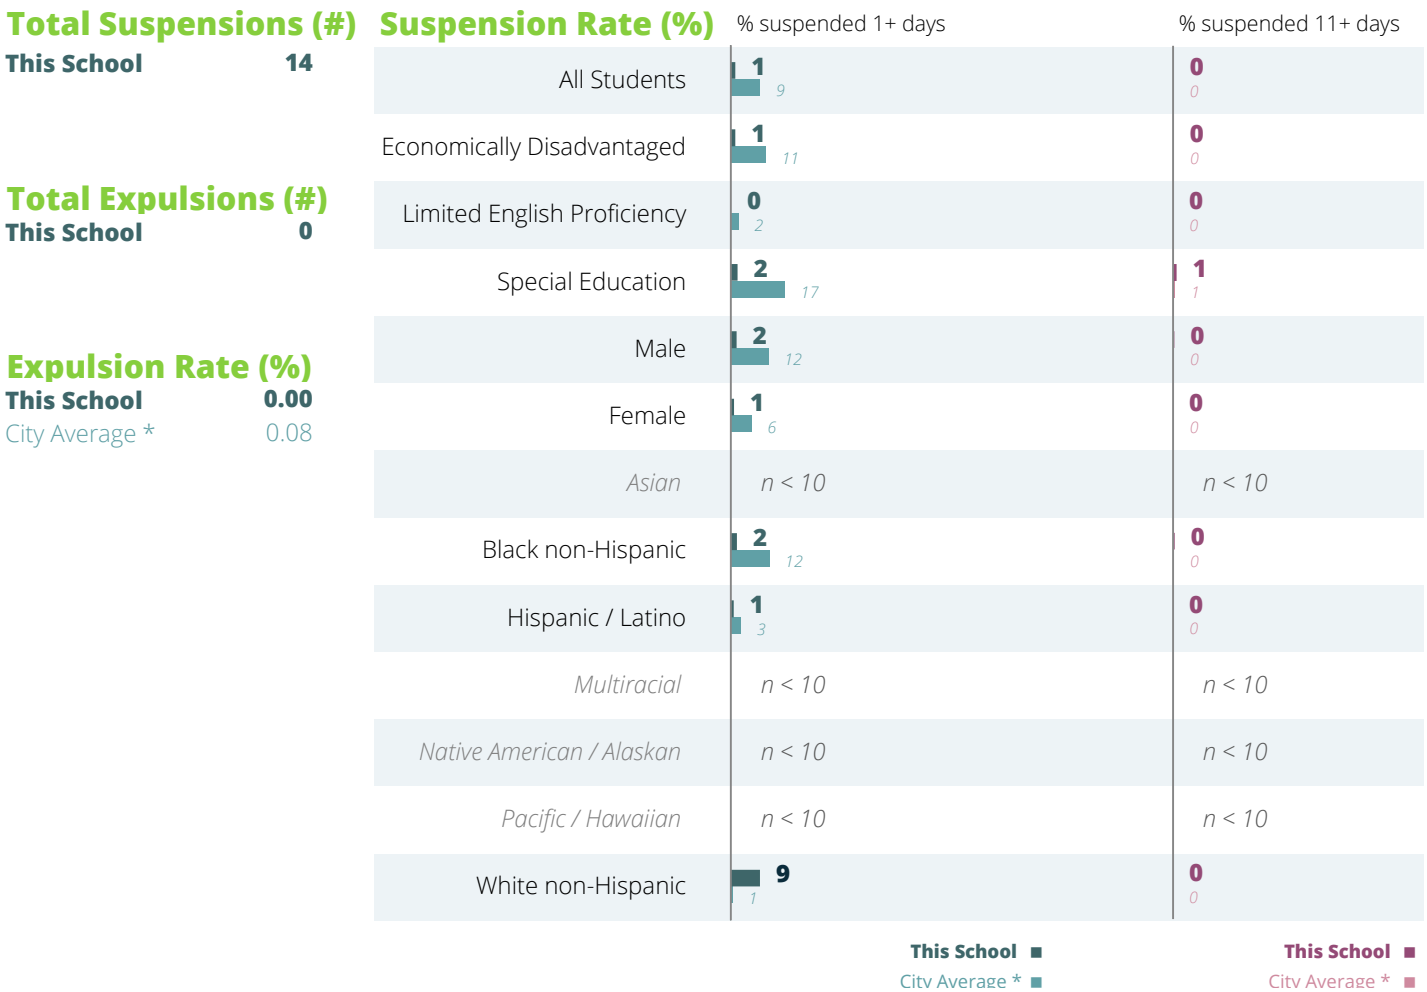 Total Suspensions (#)
This School 14
Total Expulsions (#)
This School 0
Expulsion Rate (%)
This School 0.00
City Average * 0.08
Suspension Rate (%) % suspended 1+ days % suspended 11+ days
All Students 1 0
9 0
Economically Disadvantaged 1 0
11 0
Limited English Proficiency 0 0
2 0
Special Education 2 1
17 1
Male 2 0
12 0
Female 1 0
6 0
Asian n < 10 n < 10
Black non-Hispanic 2 0
12 0
Hispanic / Latino 1 0
3 0
Multiracial n < 10 n < 10
Native American / Alaskan n < 10 n < 10
Pacific / Hawaiian n < 10 n < 10
White non-Hispanic 9 0
1 0
This School This School
City Average * City Average *